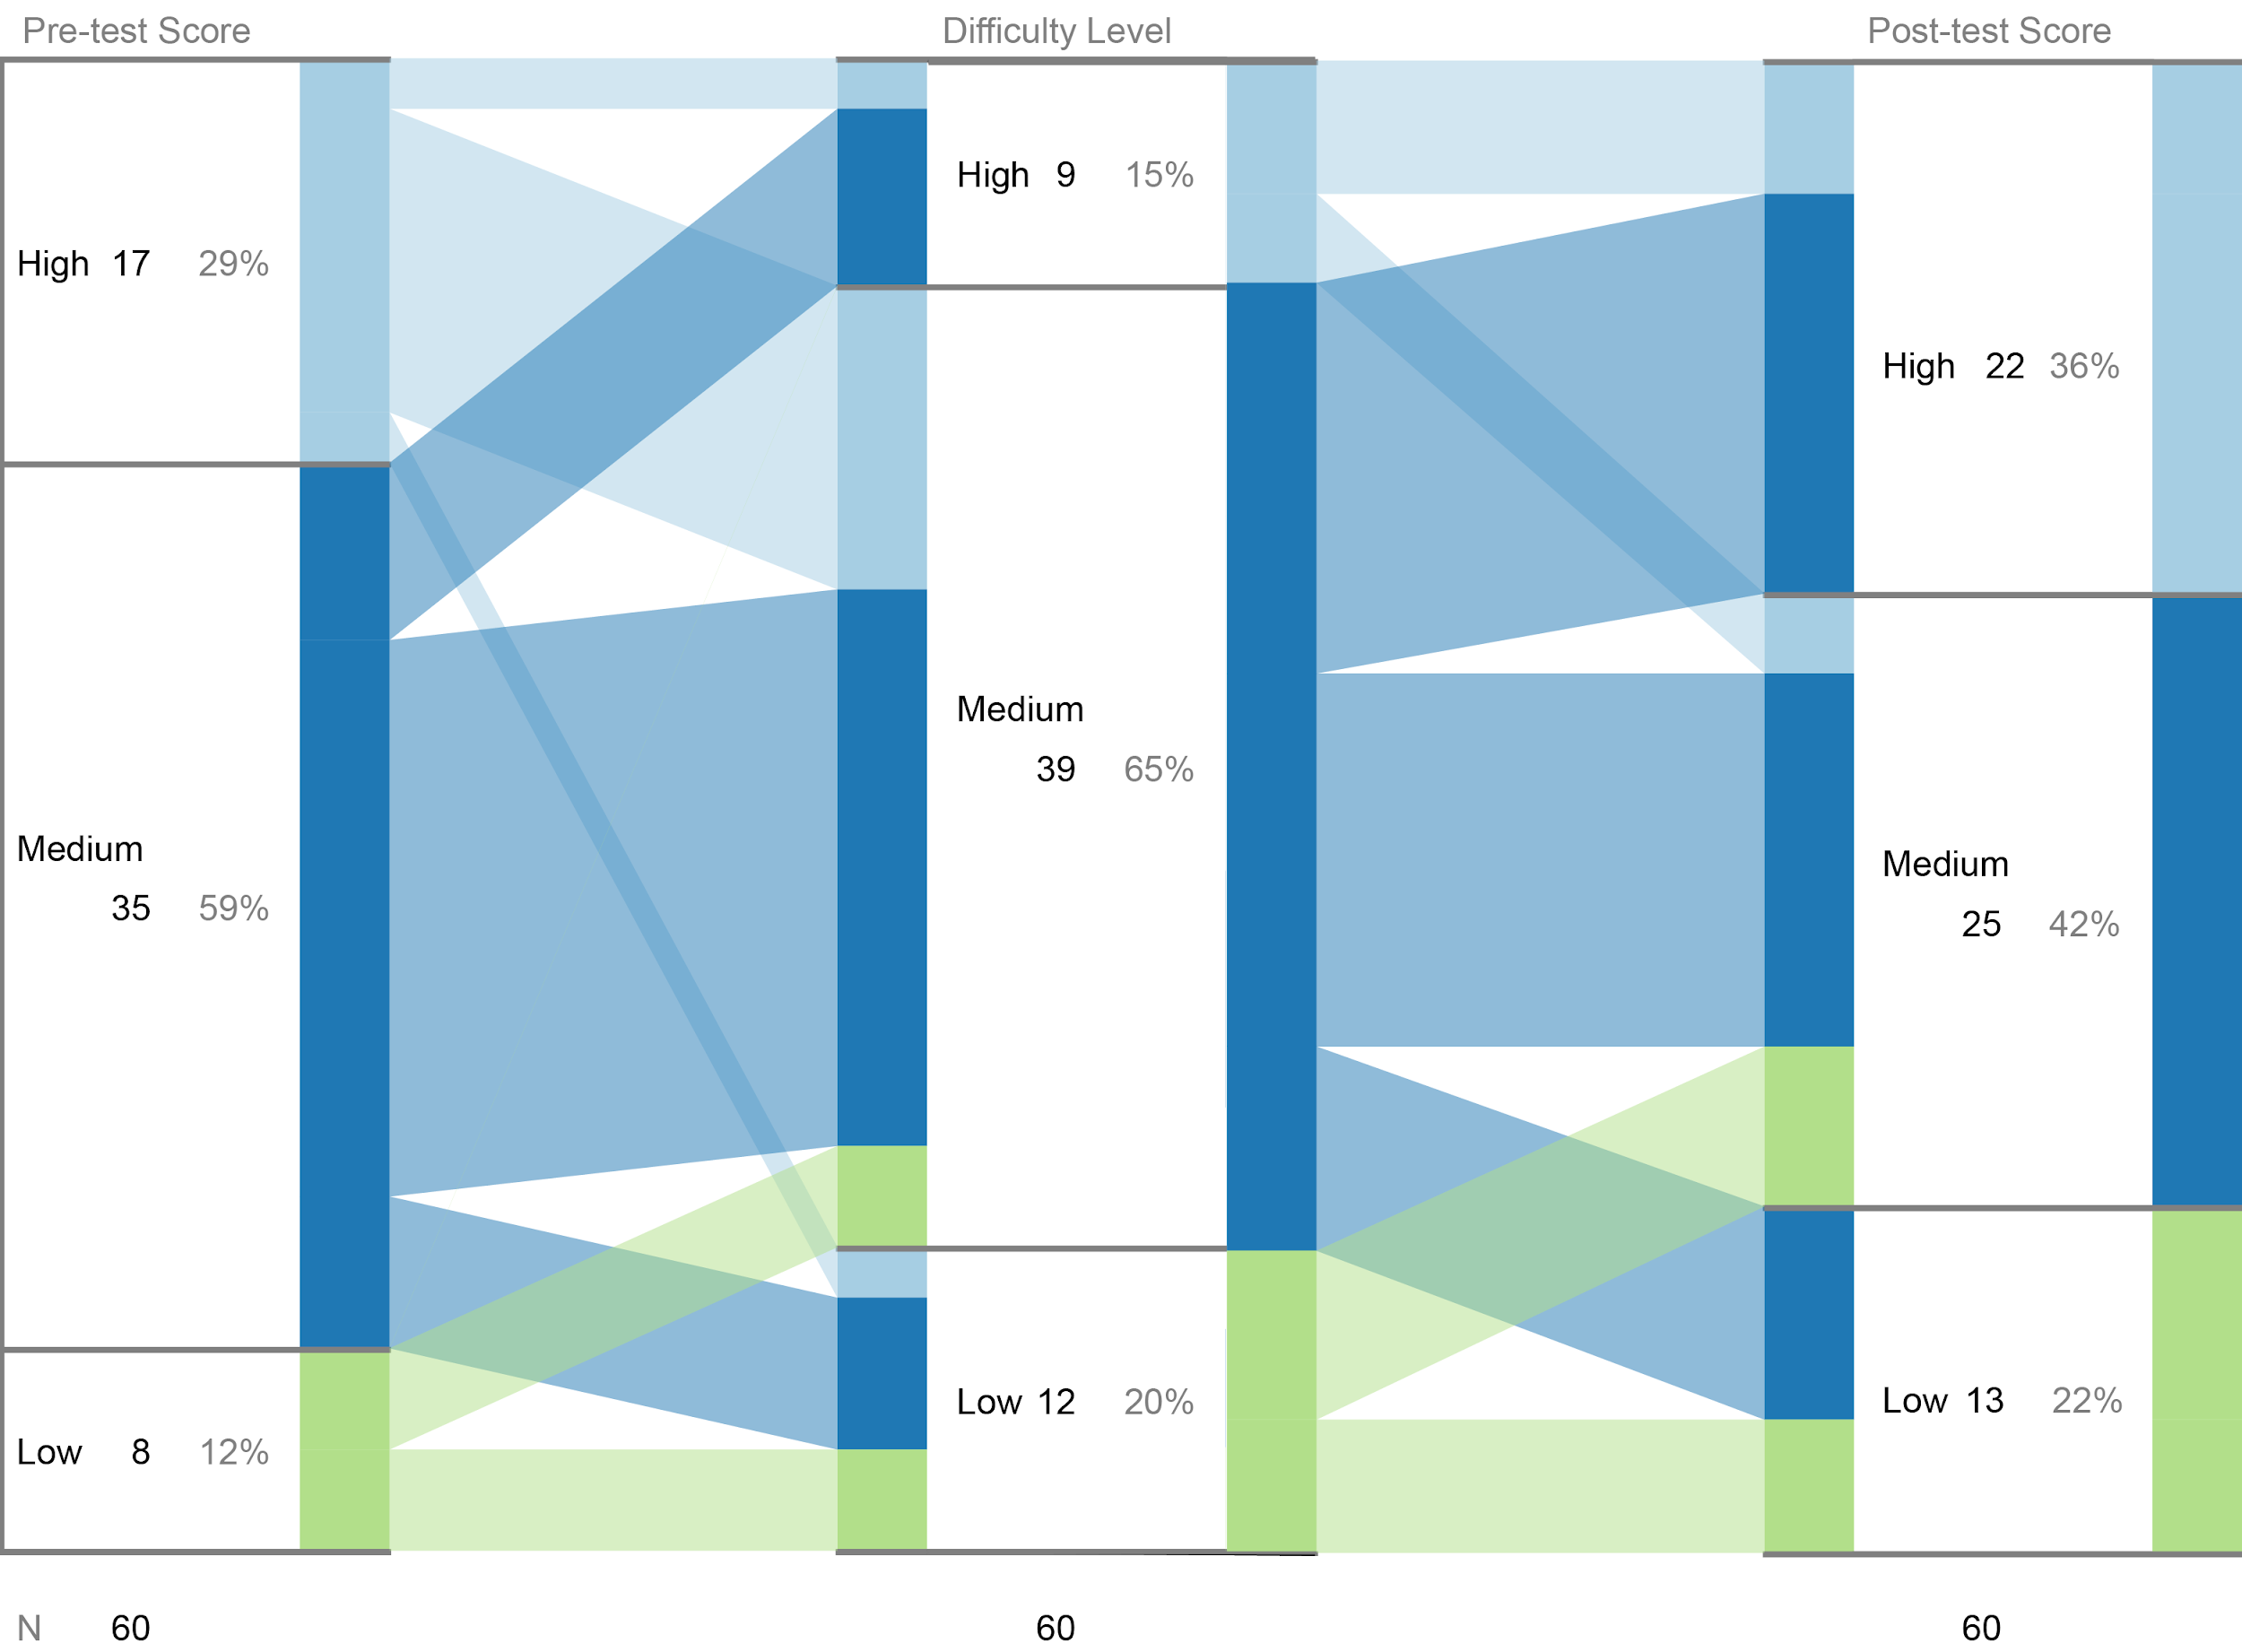 Pre-test Score
Difficulty Level
Post-test Score
High 17 29%
Medium
35 59%
Low 8 12%
High 9 15%
Medium
39 65%
Low 12 20%
High 22 36%
Medium
25 42%
Low 13 22%
N 60 60 60